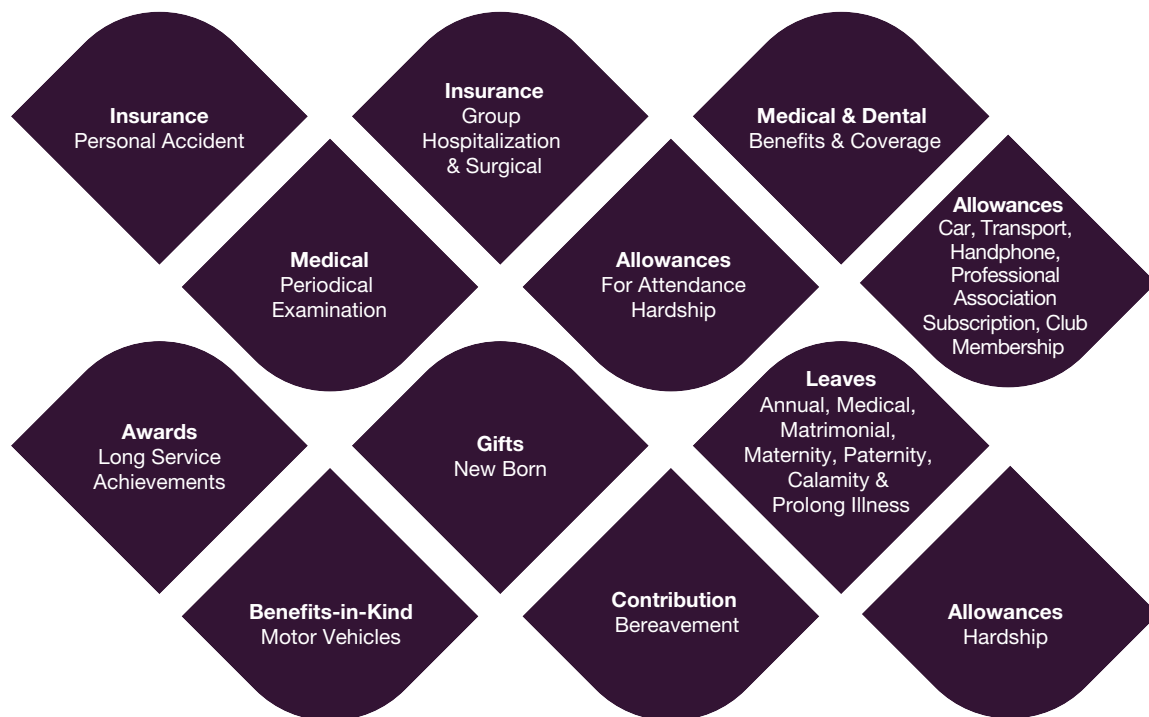 Insurance
Personal Accident
Insurance
Group
Hospitalization
& Surgical
Medical & Dental
Benefits & Coverage
Medical
Periodical
Examination
Allowances
For Attendance
Hardship
Allowances
Car, Transport,
Handphone,
Professional
Association
Subscription, Club
Membership
Awards
Long Service
Achievements
Gifts
New Born
Leaves
Annual, Medical,
Matrimonial,
Maternity, Paternity,
Calamity &
Prolong Illness
Benefits-in-Kind
Motor Vehicles
Contribution
Bereavement
Allowances
Hardship